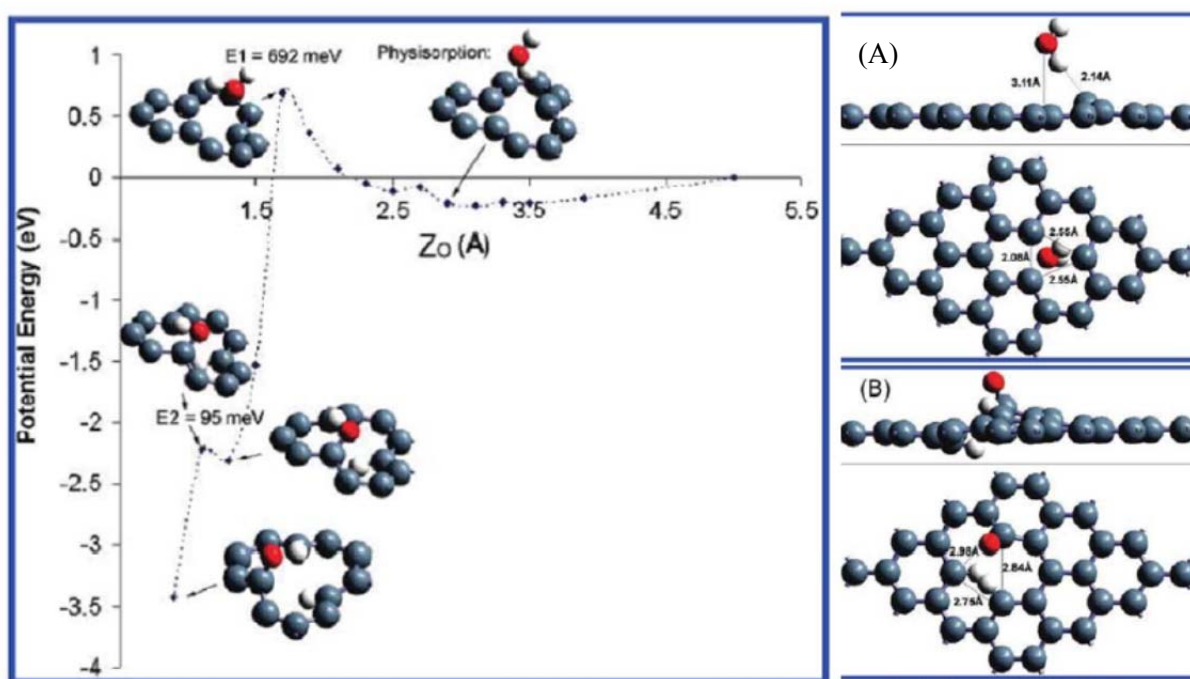 E1 = 692 meV
Physisorption:
1
0.5
0
-0.5
-1
-1.5
-2
-2.5
-3
-3.5
-4
Potential Energy (eV)
1.5
2.5
3.5
4.5
5.5
Zo (Å)
E2 = 95 meV
(A)
3.11Å
2.14Å
2.55Å
2.08Å
2.55Å
(B)
2.98Å
2.84Å
2.75Å